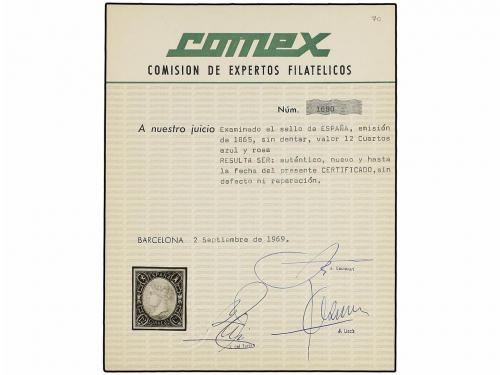 70
comex
COMISION DE EXPERTOS FILATELICOS
Núm. 1680
A nuestro juicio Examinado el sello de ESPAÑA, emisión
de 1865, sin dentar, valor 12 Cuartos
azul y rosa
RESULTA SER: auténtico, nuevo y hasta
la fecha del presente CERTIFICADO, sin
defecto ni reparación.
BARCELONA 2 Septiembre de 1969.
ESPAÑA
CORREOS